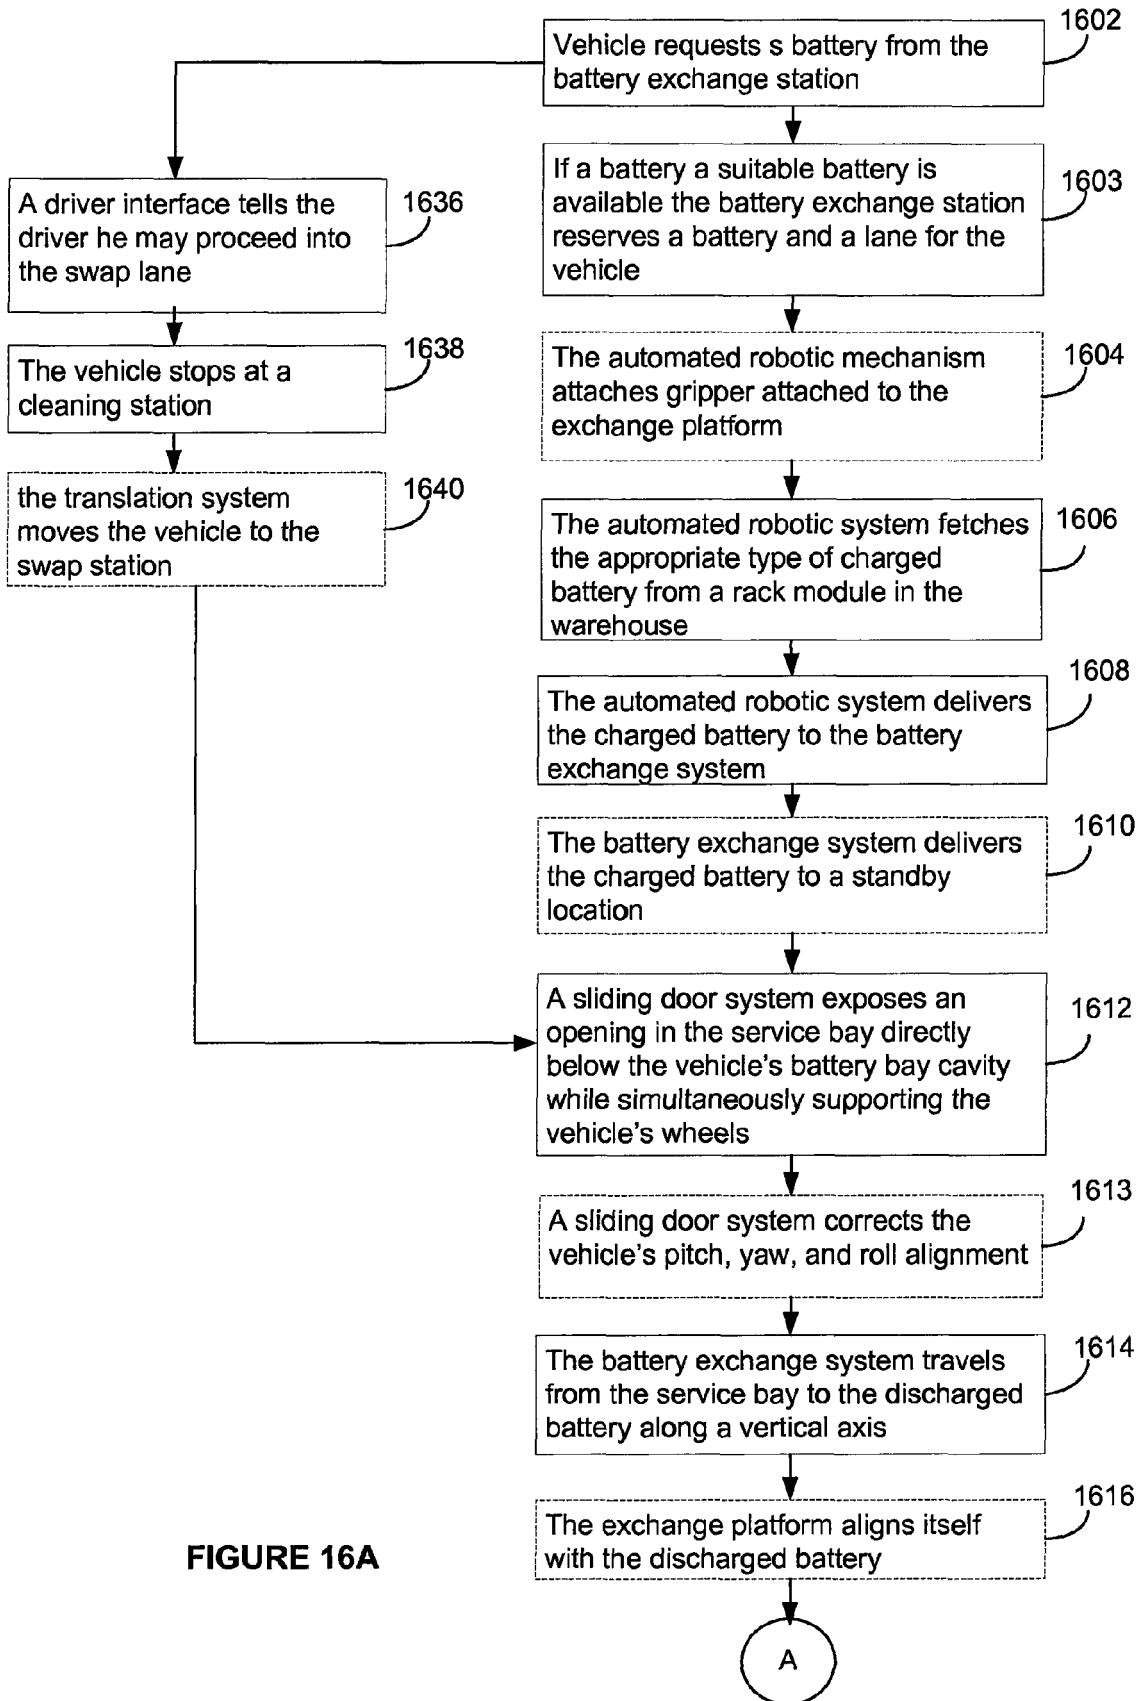 1602
Vehicle requests s battery from the
battery exchange station
If a battery a suitable battery is
available the battery exchange station
reserves a battery and a lane for the
vehicle
1603
A driver interface tells the
driver he may proceed into
the swap lane
1636
The vehicle stops at a
cleaning station
1638
The automated robotic mechanism
attaches gripper attached to the
exchange platform
1604
the translation system
moves the vehicle to the
swap station
1640
The automated robotic system fetches
the appropriate type of charged
battery from a rack module in the
warehouse
1606
The automated robotic system delivers
the charged battery to the battery
exchange system
1608
The battery exchange system delivers
the charged battery to a standby
location
1610
A sliding door system exposes an
opening in the service bay directly
below the vehicle's battery bay cavity
while simultaneously supporting the
vehicle's wheels
1612
A sliding door system corrects the
vehicle's pitch, yaw, and roll alignment
1613
The battery exchange system travels
from the service bay to the discharged
battery along a vertical axis
1614
The exchange platform aligns itself
with the discharged battery
1616
FIGURE 16A
A